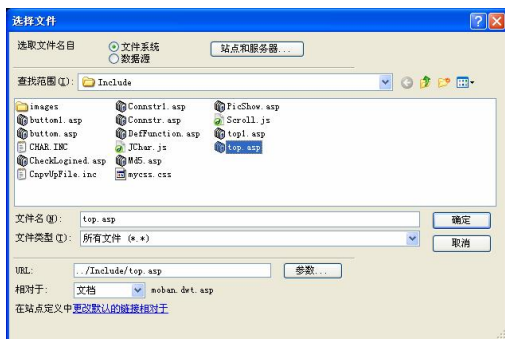 选择文件
选取文件名自 文件系统 站点和服务器...
数据源
查找范围(I): Include
images Connstr1.asp PicShow.asp
buttom1.asp Connstr.asp Scroll.js
button.asp DefFunction.asp top1.asp
CHAR.INC JChar.js top.asp
CheckLogined.asp Md5.asp
CnpvUpFile.inc mycss.css
文件名(N): top.asp 确定
文件类型(T): 所有文件 (*.*) 取消
URL: ../Include/top.asp 参数...
相对于: 文档 moban.dwt.asp
在站点定义中更改默认的链接相对于